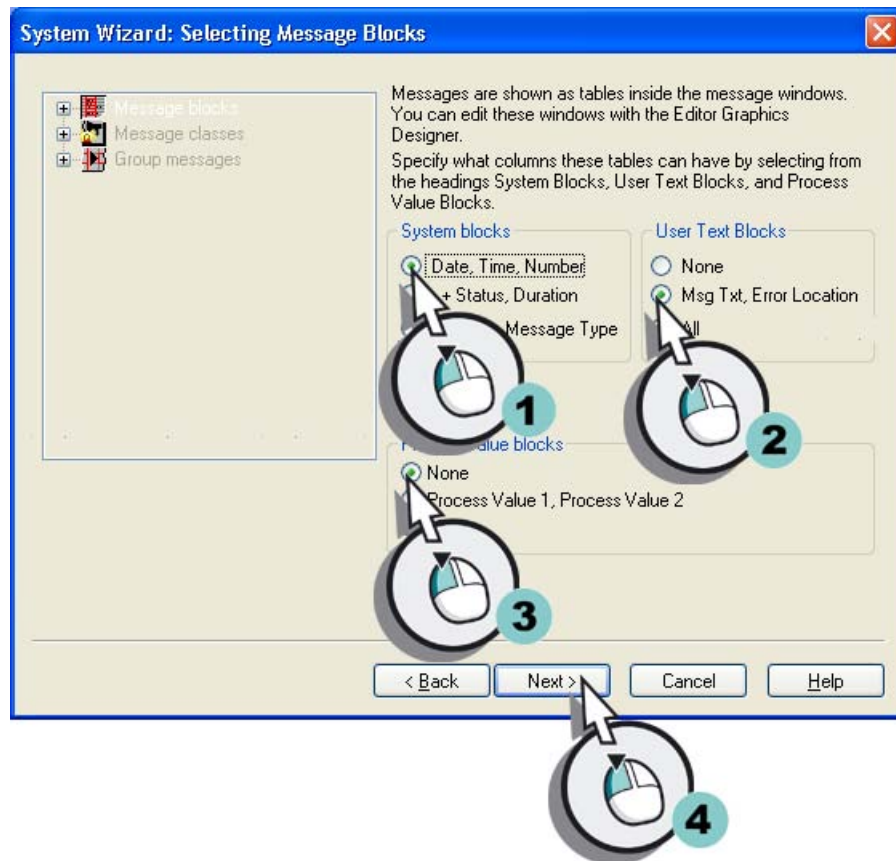 System Wizard: Selecting Message Blocks
Message blocks
Message classes
Group messages
Messages are shown as tables inside the message windows.
You can edit these windows with the Editor Graphics
Designer.
Specify what columns these tables can have by selecting from
the headings System Blocks, User Text Blocks, and Process
Value Blocks.
System blocks
Date, Time, Number
+ Status, Duration
Message Type
User Text Blocks
None
Msg Txt, Error Location
All
1
2
blocks
None
Process Value 1, Process Value 2
3
< Back
Next >
Cancel
Help
4